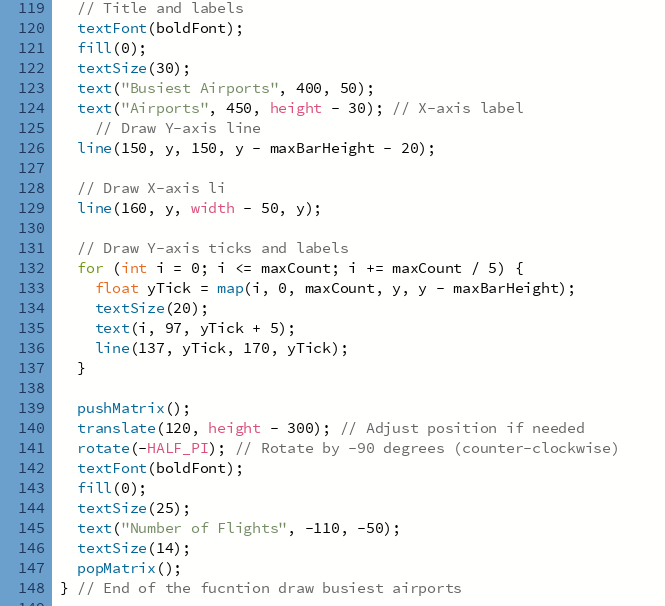 119 // Title and labels
120 textFont(boldFont);
121 fill(0);
122 textSize(30);
123 text("Busiest Airports", 400, 50);
124 text("Airports", 450, height - 30); // X-axis label
125 // Draw Y-axis line
126 line(150, y, 150, y - maxBarHeight - 20);
127
128 // Draw X-axis li
129 line(160, y, width - 50, y);
130
131 // Draw Y-axis ticks and labels
132 for (int i = 0; i <= maxCount; i += maxCount / 5) {
133 float yTick = map(i, 0, maxCount, y, y - maxBarHeight);
134 textSize(20);
135 text(i, 97, yTick + 5);
136 line(137, yTick, 170, yTick);
137 }
138
139 pushMatrix();
140 translate(120, height - 300); // Adjust position if needed
141 rotate(-HALF_PI); // Rotate by -90 degrees (counter-clockwise)
142 textFont(boldFont);
143 fill(0);
144 textSize(25);
145 text("Number of Flights", -110, -50);
146 textSize(14);
147 popMatrix();
148 } // End of the fucntion draw busiest airports